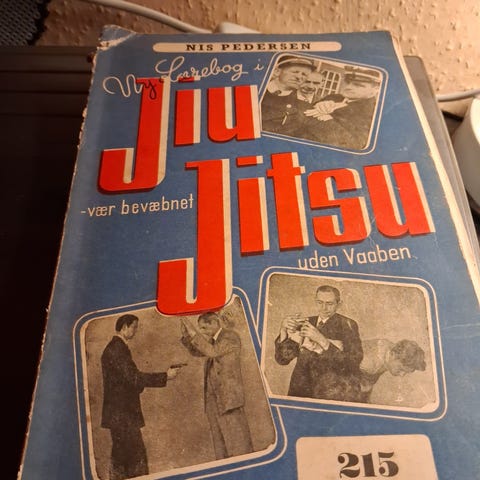 NIS PEDERSEN
Ny Lærebog i
Jiu
-vær bevæbnet
Jitsu
uden Vaaben
215